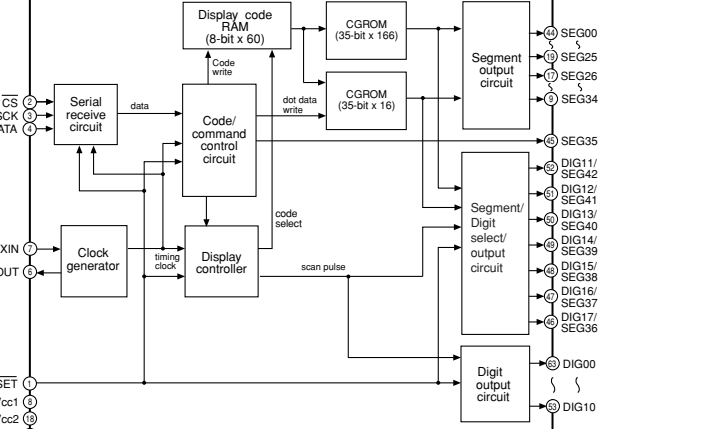 Display code
RAM
(8-bit x 60)
CGROM
(35-bit x 166)
CGROM
(35-bit x 16)
Segment
output
circuit
44 SEG00
19 SEG25
17 SEG26
9 SEG34
45 SEG35
Code
write
dot data
write
CS 2
SCK 3
ATA 4
Serial
receive
circuit
data
Code/
command
control
circuit
52 DIG11/
SEG42
51 DIG12/
SEG41
50 DIG13/
SEG40
49 DIG14/
SEG39
48 DIG15/
SEG38
47 DIG16/
SEG37
46 DIG17/
SEG36
Segment/
Digit
select/
output
circuit
code
select
XIN 7
OUT 6
Clock
generator
timing
clock
Display
controller
scan pulse
Digit
output
circuit
63 DIG00
53 DIG10
SET 1
Vcc1 8
Vcc2 18